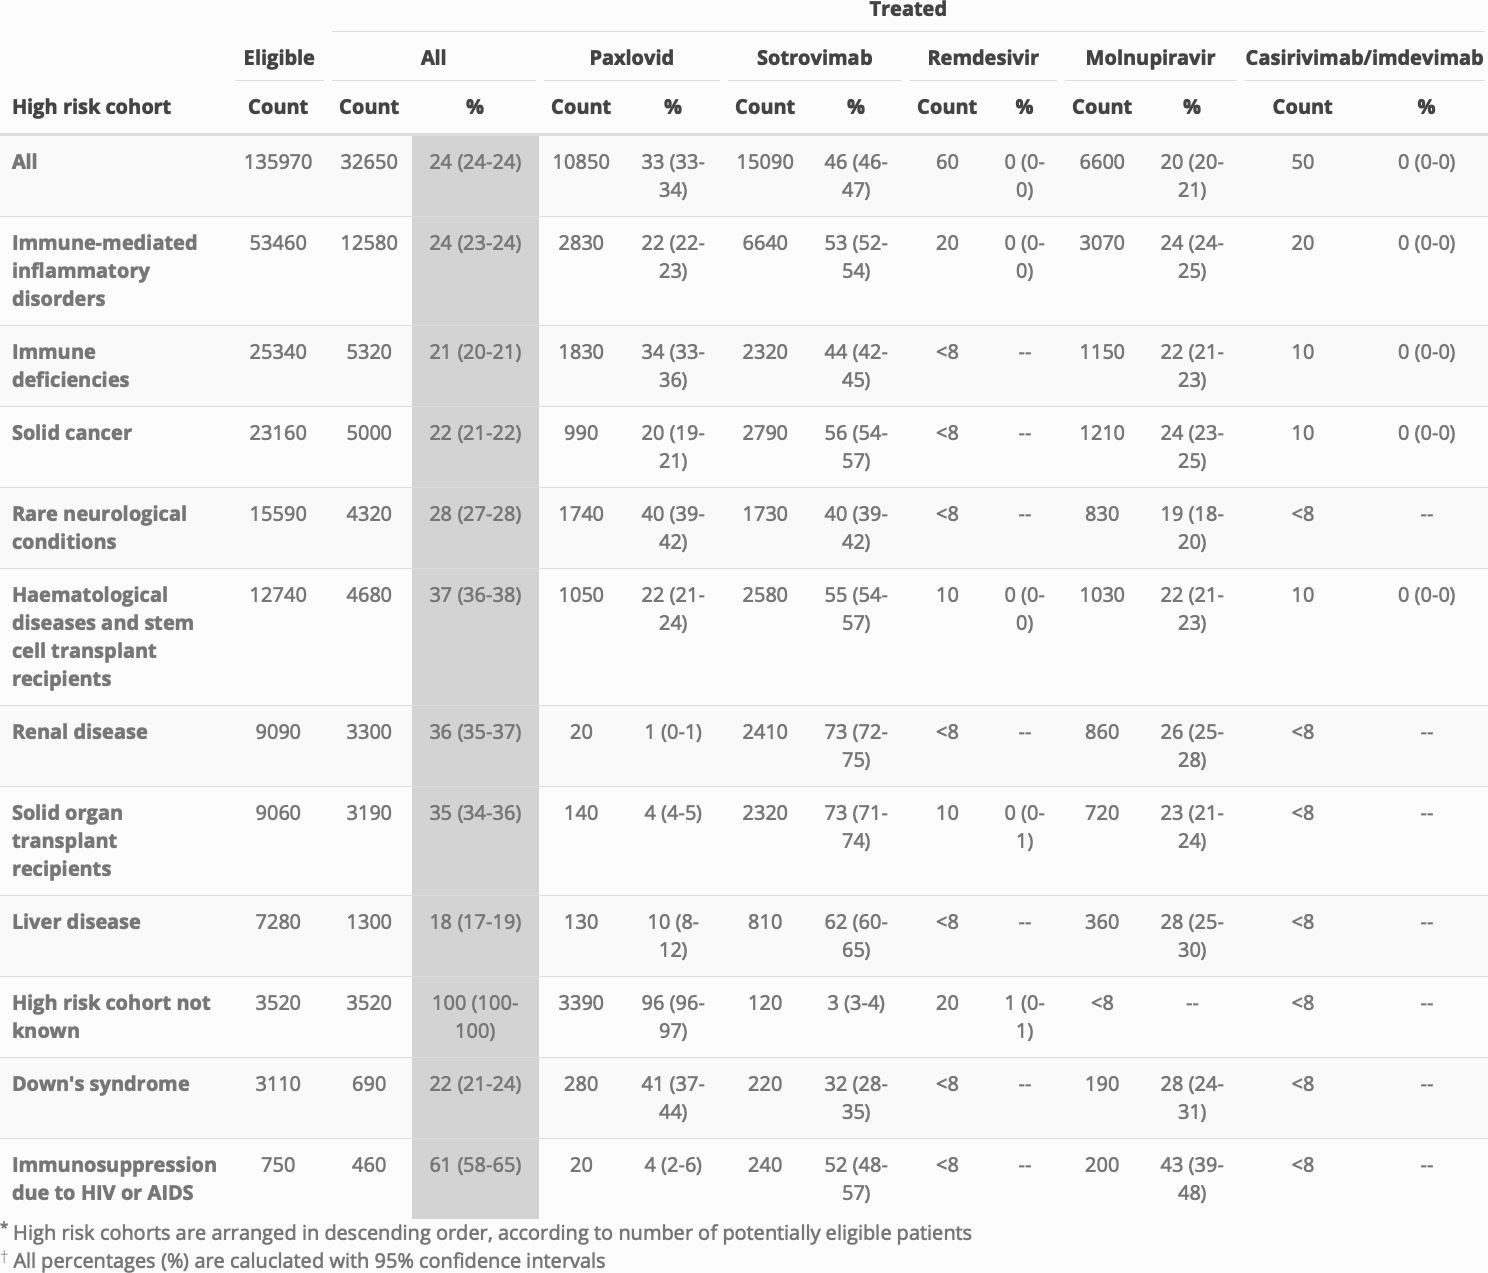 Treated
Eligible All Paxlovid Sotrovimab Remdesivir Molnupiravir Casirivimab/imdevimab
High risk cohort Count Count % Count % Count % Count % Count % Count %
All 135970 32650 24 (24-24) 10850 33 (33- 15090 46 (46- 60 0 (0- 6600 20 (20- 50 0 (0-0)
34) 47) 0) 21)
Immune-mediated 53460 12580 24 (23-24) 2830 22 (22- 6640 53 (52- 20 0 (0- 3070 24 (24- 20 0 (0-0)
inflammatory 23) 54) 0) 25)
disorders
Immune 25340 5320 21 (20-21) 1830 34 (33- 2320 44 (42- <8 -- 1150 22 (21- 10 0 (0-0)
deficiencies 36) 45) 23)
Solid cancer 23160 5000 22 (21-22) 990 20 (19- 2790 56 (54- <8 -- 1210 24 (23- 10 0 (0-0)
21) 57) 25)
Rare neurological 15590 4320 28 (27-28) 1740 40 (39- 1730 40 (39- <8 -- 830 19 (18- <8 --
conditions 42) 42) 20)
Haematological 12740 4680 37 (36-38) 1050 22 (21- 2580 55 (54- 10 0 (0- 1030 22 (21- 10 0 (0-0)
diseases and stem 24) 57) 0) 23)
cell transplant
recipients
Renal disease 9090 3300 36 (35-37) 20 1 (0-1) 2410 73 (72- <8 -- 860 26 (25- <8 --
75) 28)
Solid organ 9060 3190 35 (34-36) 140 4 (4-5) 2320 73 (71- 10 0 (0- 720 23 (21- <8 --
transplant 74) 1) 24)
recipients
Liver disease 7280 1300 18 (17-19) 130 10 (8- 810 62 (60- <8 -- 360 28 (25- <8 --
12) 65) 30)
High risk cohort not 3520 3520 100 (100- 3390 96 (96- 120 3 (3-4) 20 1 (0- <8 -- <8 --
known 100) 97) 1)
Down's syndrome 3110 690 22 (21-24) 280 41 (37- 220 32 (28- <8 -- 190 28 (24- <8 --
44) 35) 31)
Immunosuppression 750 460 61 (58-65) 20 4 (2-6) 240 52 (48- <8 -- 200 43 (39- <8 --
due to HIV or AIDS 57) 48)
* High risk cohorts are arranged in descending order, according to number of potentially eligible patients
† All percentages (%) are caluclated with 95% confidence intervals